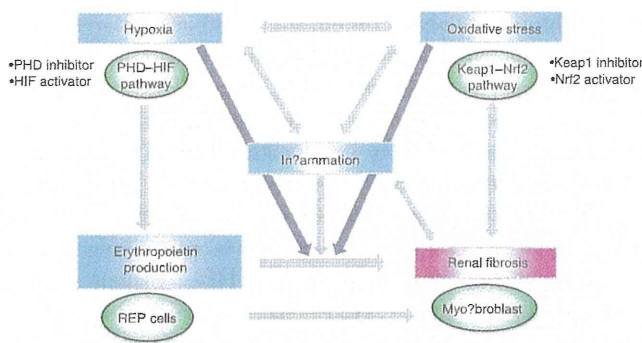 Hypoxia
Oxidative stress
•PHD inhibitor
•HIF activator
PHD–HIF
pathway
Keap1–Nrf2
pathway
•Keap1 inhibitor
•Nrf2 activator
In?ammation
Erythropoietin
production
Renal fibrosis
REP cells
Myo?broblast